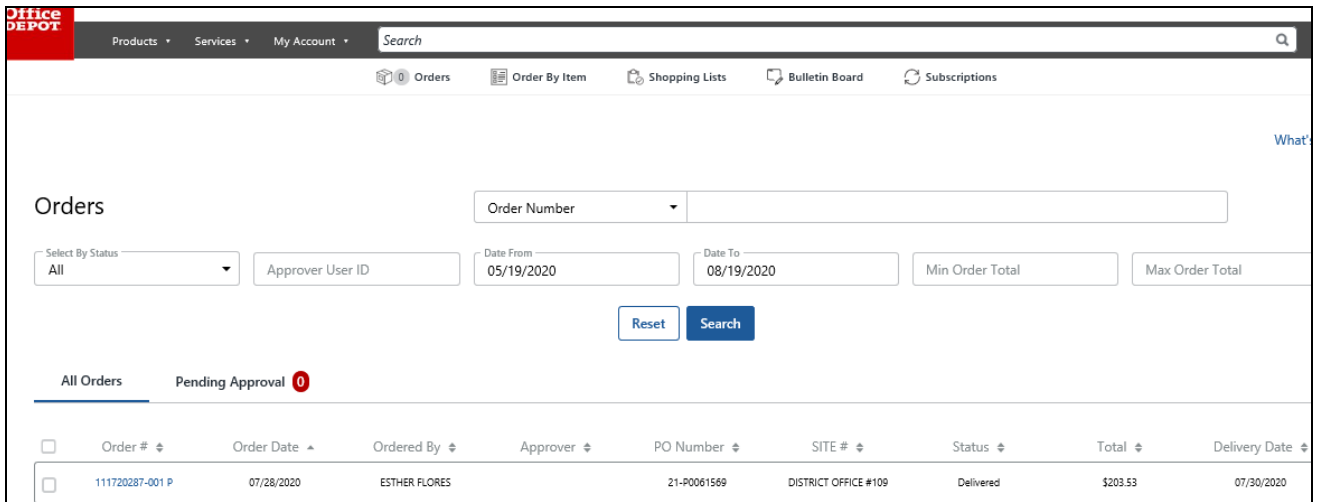 Office
DEPOT
Products Services My Account Search
0 Orders Order By Item Shopping Lists Bulletin Board Subscriptions
What's
Orders Order Number
Select By Status Date From Date To
All Approver User ID 05/19/2020 08/19/2020 Min Order Total Max Order Total
Reset Search
All Orders Pending Approval 0
Order # Order Date Ordered By Approver PO Number SITE # Status Total Delivery Date
111720287-001 P 07/28/2020 ESTHER FLORES 21-P0061569 DISTRICT OFFICE #109 Delivered $203.53 07/30/2020